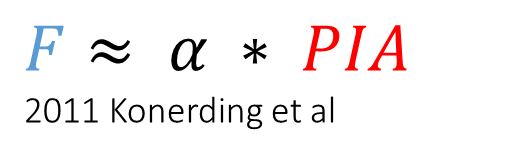 F ≈ α * PIA
2011 Konerding et al